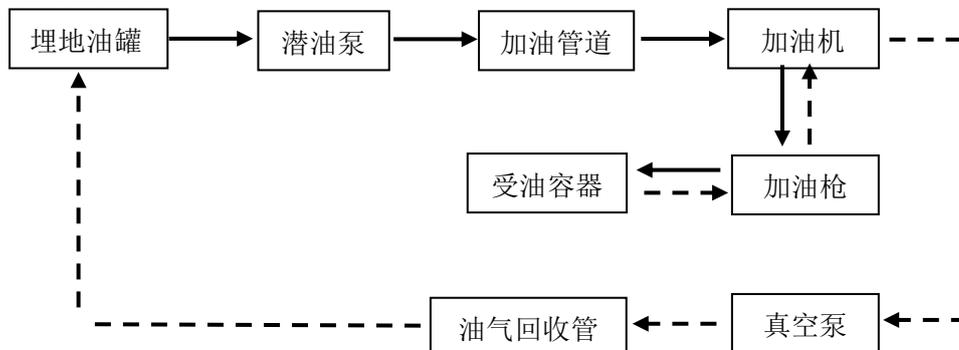 埋地油罐
潜油泵
加油管道
加油机
受油容器
加油枪
油气回收管
真空泵